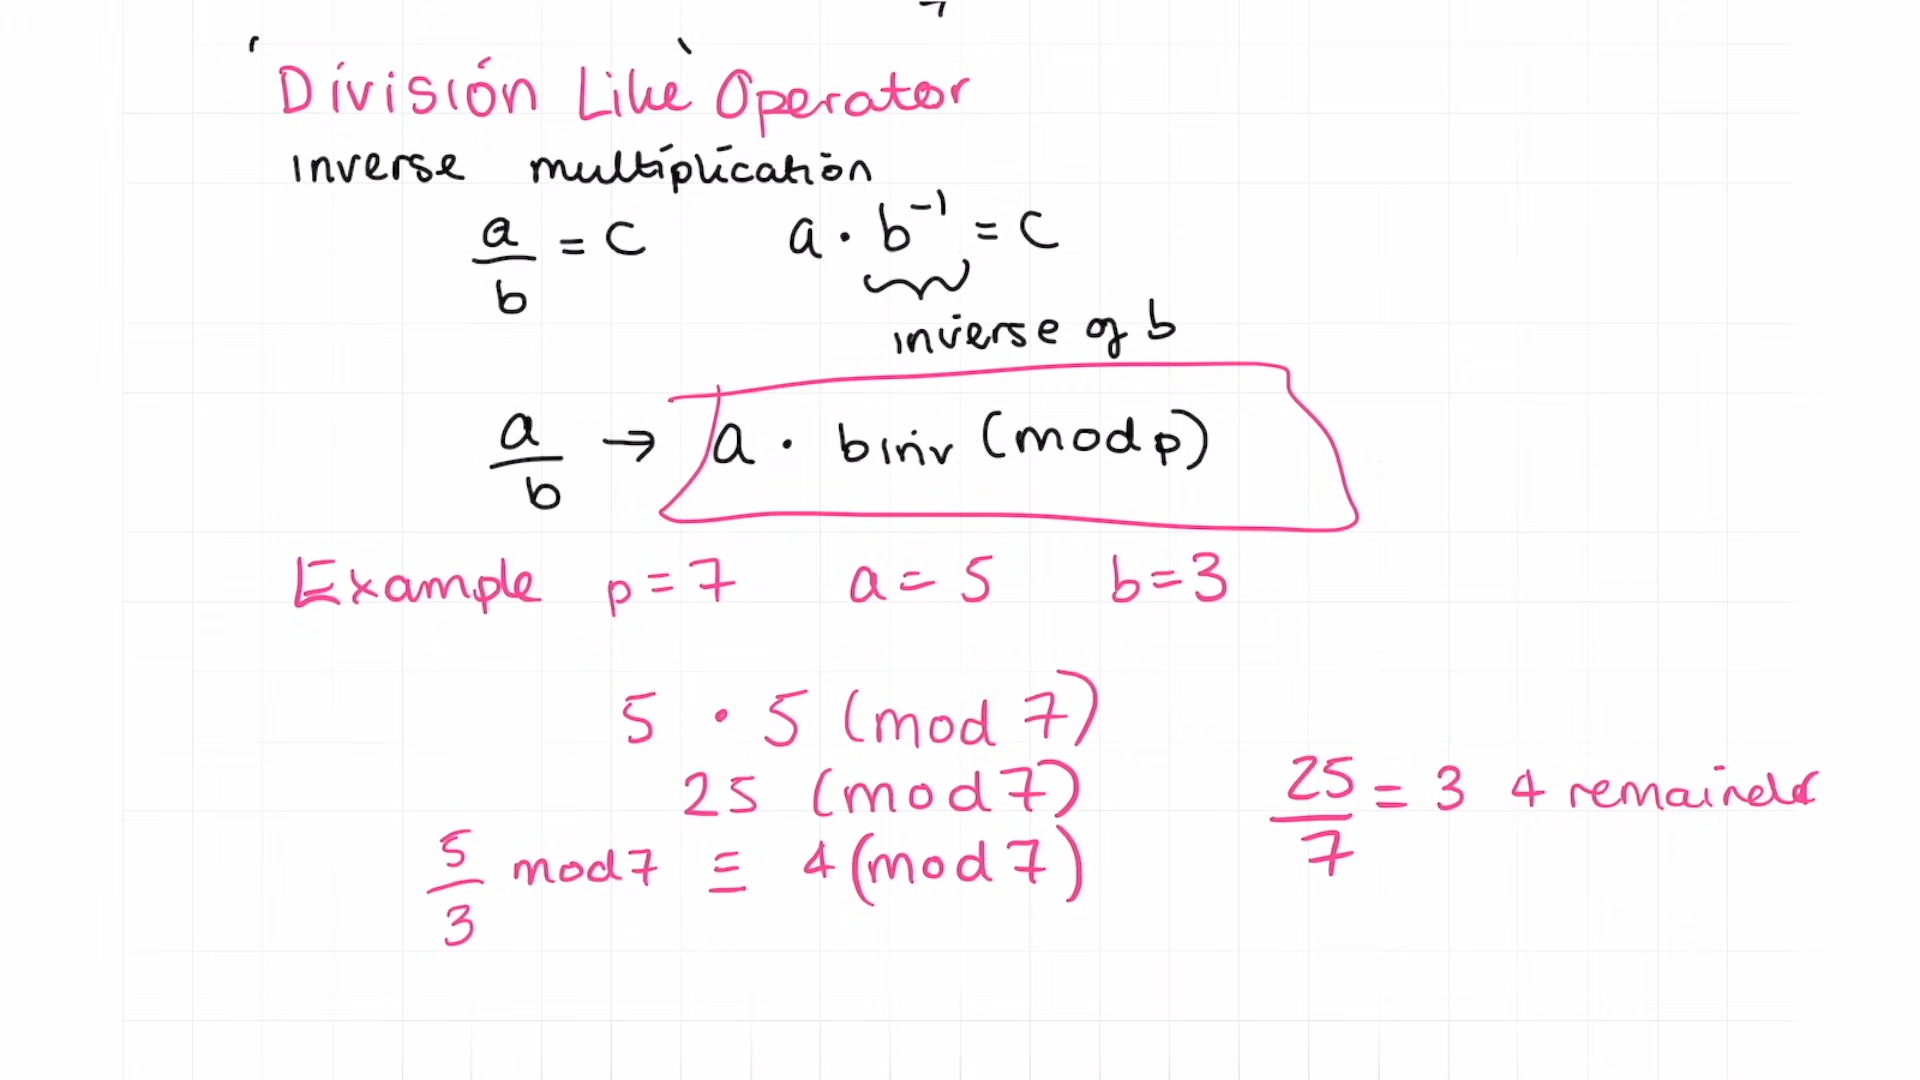 'Division Like' Operator
inverse multiplication
a/b = c   a · b⁻¹ = c
inverse of b
a/b → a · binv (mod p)
Example p = 7   a = 5   b = 3
5 · 5 (mod 7)
25 (mod 7)   25/7 = 3 4 remainder
5/3 mod 7 ≡ 4 (mod 7)